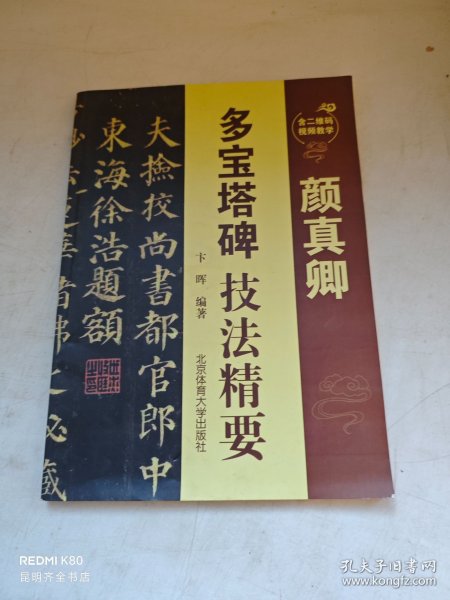 含二维码
视频教学
颜真卿
多宝塔碑 技法精要
卞晖 编著
北京体育大学出版社
夫撿挍尚書都官郎中
東海徐浩題額
REDMI K80
昆明齐全书店
孔夫子旧书网
www.kongfz.com